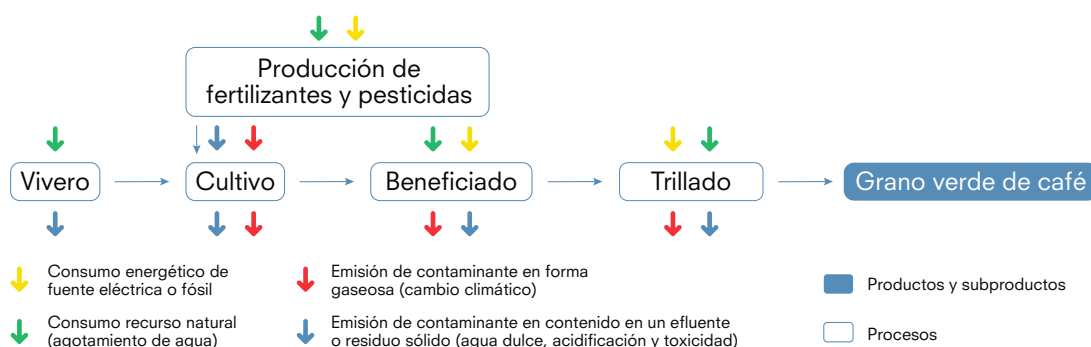 Producción de
fertilizantes y pesticidas
Vivero
Cultivo
Beneficiado
Trillado
Grano verde de café
Consumo energético de
fuente eléctrica o fósil
Emisión de contaminante en forma
gaseosa (cambio climático)
Productos y subproductos
Consumo recurso natural
(agotamiento de agua)
Emisión de contaminante en contenido en un efluente
o residuo sólido (agua dulce, acidificación y toxicidad)
Procesos